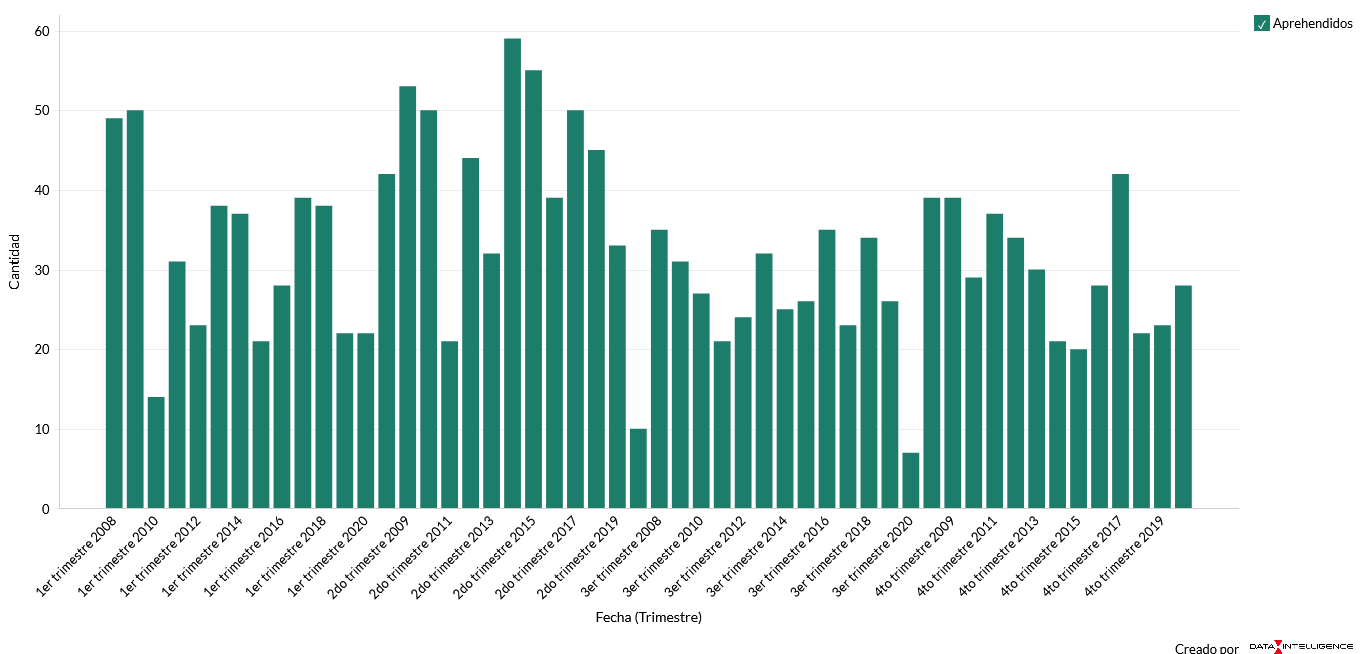 Aprehendidos
60
50
40
30
20
10
0
Cantidad
1er trimestre 2008
1er trimestre 2010
1er trimestre 2012
1er trimestre 2014
1er trimestre 2016
1er trimestre 2018
1er trimestre 2020
2do trimestre 2009
2do trimestre 2011
2do trimestre 2013
2do trimestre 2015
2do trimestre 2017
2do trimestre 2019
3er trimestre 2008
3er trimestre 2010
3er trimestre 2012
3er trimestre 2014
3er trimestre 2016
3er trimestre 2018
3er trimestre 2020
4to trimestre 2009
4to trimestre 2011
4to trimestre 2013
4to trimestre 2015
4to trimestre 2017
4to trimestre 2019
Fecha (Trimestre)
Creado por DATA INTELLIGENCE